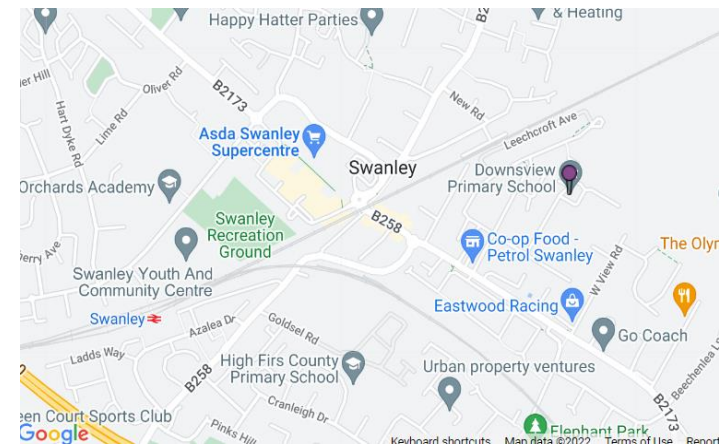 Happy Hatter Parties
& Heating
Oliver Rd
B2173
Lime Rd
Hart Dyke Rd
New Rd
Leechcroft Ave
Asda Swanley
Supercentre
Swanley
Downsview
Primary School
Orchards Academy
Swanley
Recreation
Ground
B258
Co-op Food -
Petrol Swanley
W View Rd
The Olyn
Swanley Youth And
Community Centre
Swanley
Azalea Dr
Goldsel Rd
Eastwood Racing
Go Coach
Ladds Way
High Firs County
Primary School
Urban property ventures
B258
Cranleigh Dr
Pinks Hill
een Court Sports Club
Beechenlea La
B2173
Elephant Park
Google
Keyboard shortcuts Map data ©2022 Terms of Use